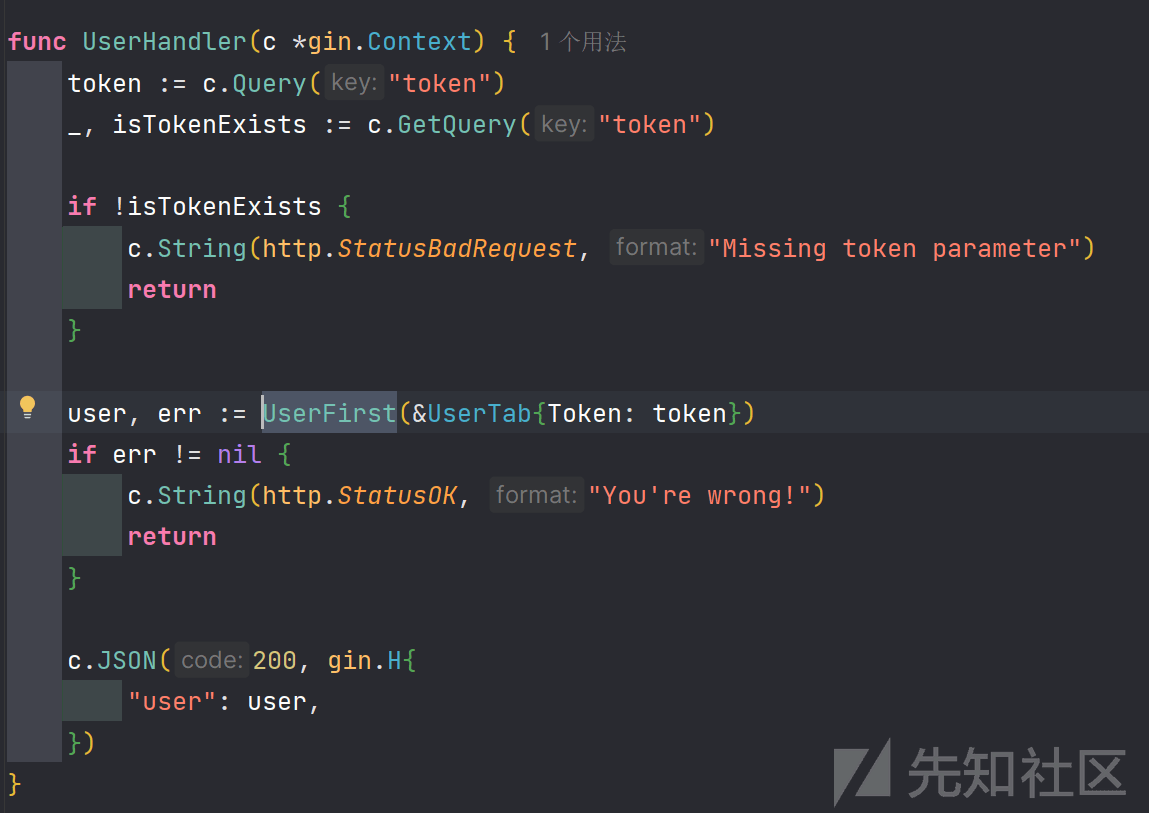 func UserHandler(c *gin.Context) { 1 个用法
token := c.Query( key: "token")
_, isTokenExists := c.GetQuery( key: "token")
if !isTokenExists {
c.String(http.StatusBadRequest, format: "Missing token parameter")
return
}
user, err := UserFirst(&UserTab{Token: token})
if err != nil {
c.String(http.StatusOK, format: "You're wrong!")
return
}
c.JSON( code: 200, gin.H{
"user": user,
})
}
先知社区